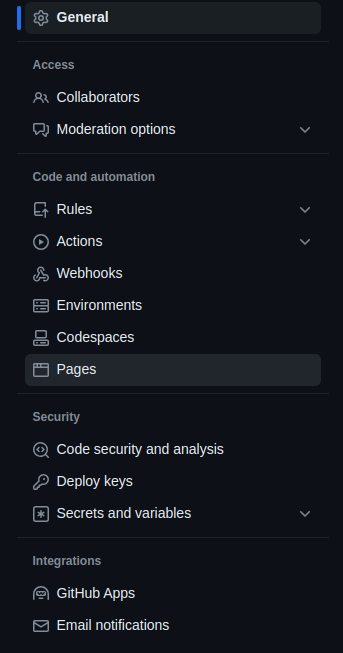 General
Access
Collaborators
Moderation options
Code and automation
Rules
Actions
Webhooks
Environments
Codespaces
Pages
Security
Code security and analysis
Deploy keys
Secrets and variables
Integrations
GitHub Apps
Email notifications